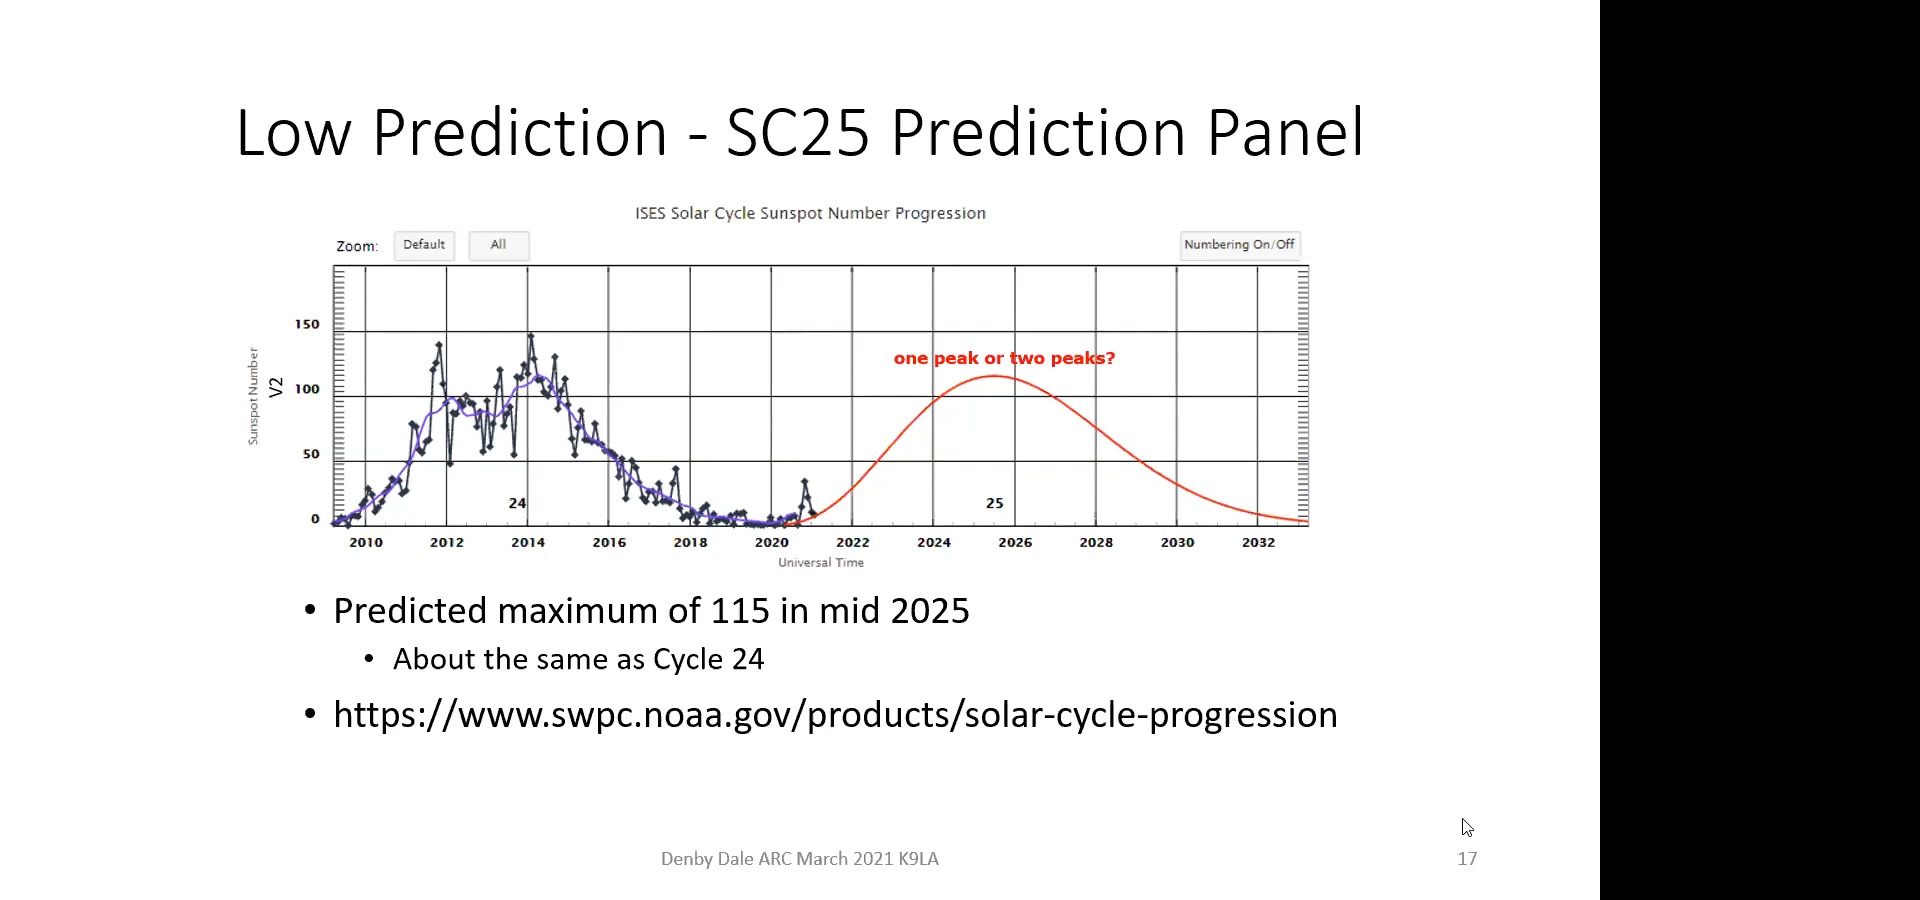 Low Prediction - SC25 Prediction Panel
ISES Solar Cycle Sunspot Number Progression
Zoom: Default All Numbering On/Off
Sunspot Number
V2
150
100
50
0
one peak or two peaks?
24 25
2010 2012 2014 2016 2018 2020 2022 2024 2026 2028 2030 2032
Universal Time
• Predicted maximum of 115 in mid 2025
• About the same as Cycle 24
• https://www.swpc.noaa.gov/products/solar-cycle-progression
Denby Dale ARC March 2021 K9LA 17